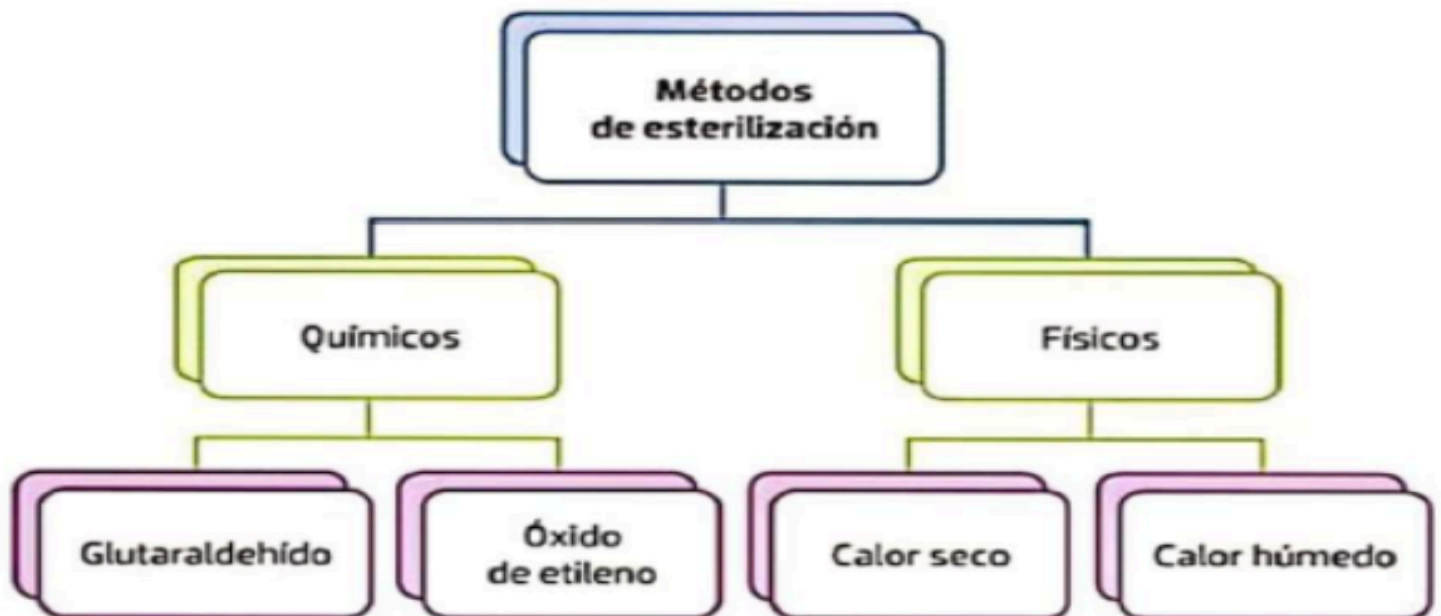 Métodos
de esterilización
Químicos
Físicos
Glutaraldehído
Óxido
de etileno
Calor seco
Calor húmedo